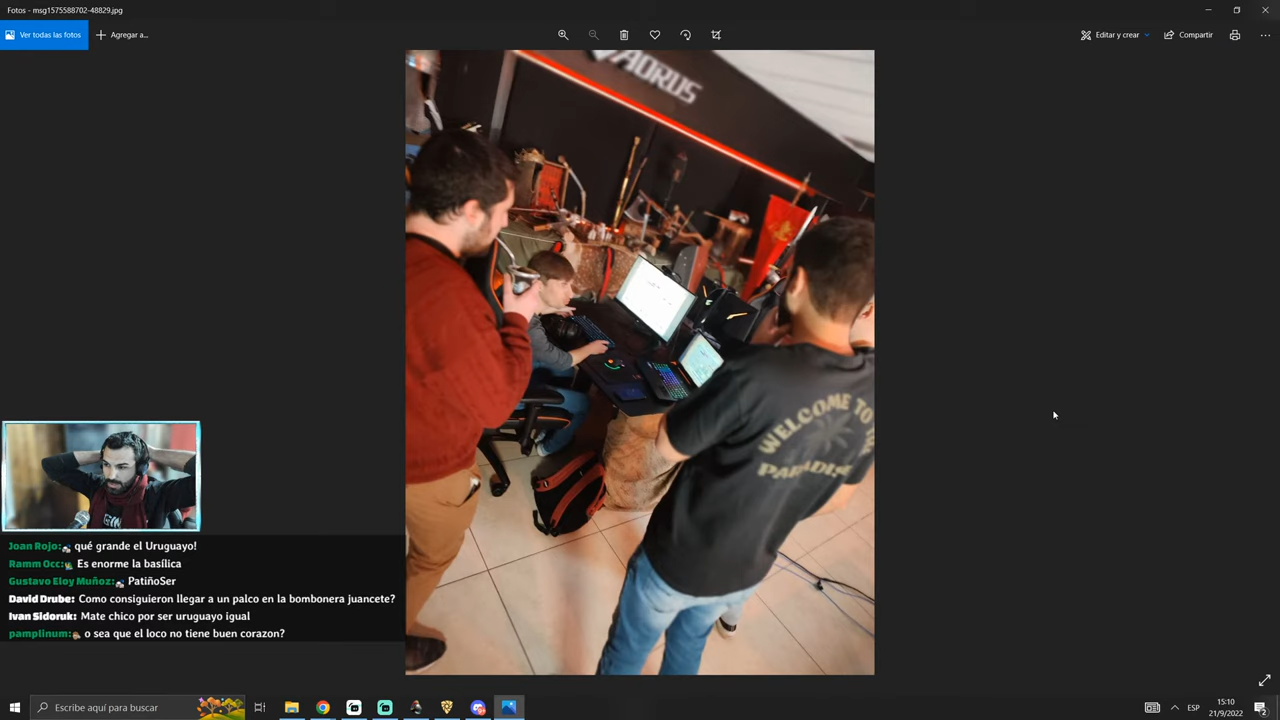 Fotos - msg1575588702-48829.jpg
Ver todas las fotos
Agregar a...
Editar y crear
Compartir
AORUS
WELCOME TO
PARADISE
Joan Rojo: qué grande el Uruguayo!
Ramm Occ: Es enorme la basílica
Gustavo Eloy Muñoz: PatiñoSer
David Drube: Como consiguieron llegar a un palco en la bombonera juancete?
Ivan Sidoruk: Mate chico por ser uruguayo igual
pamplinum: o sea que el loco no tiene buen corazon?
Escribe aquí para buscar
ESP
15:10
21/9/2022
2